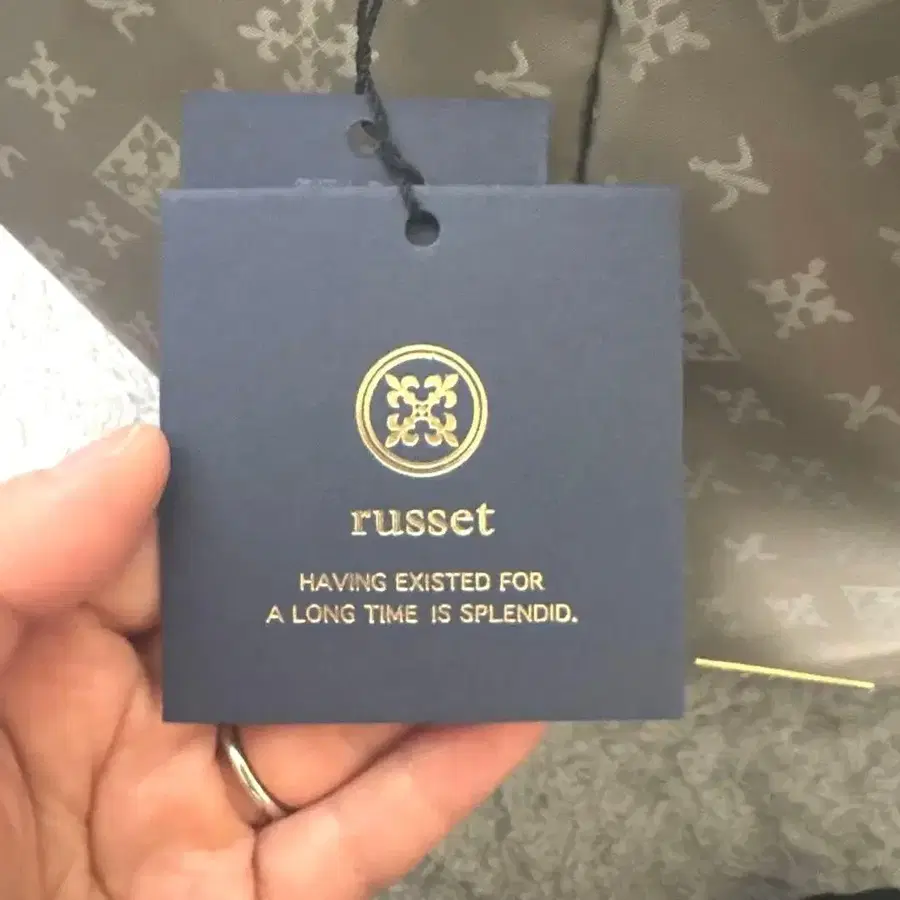 russet
HAVING EXISTED FOR
A LONG TIME IS SPLENDID.